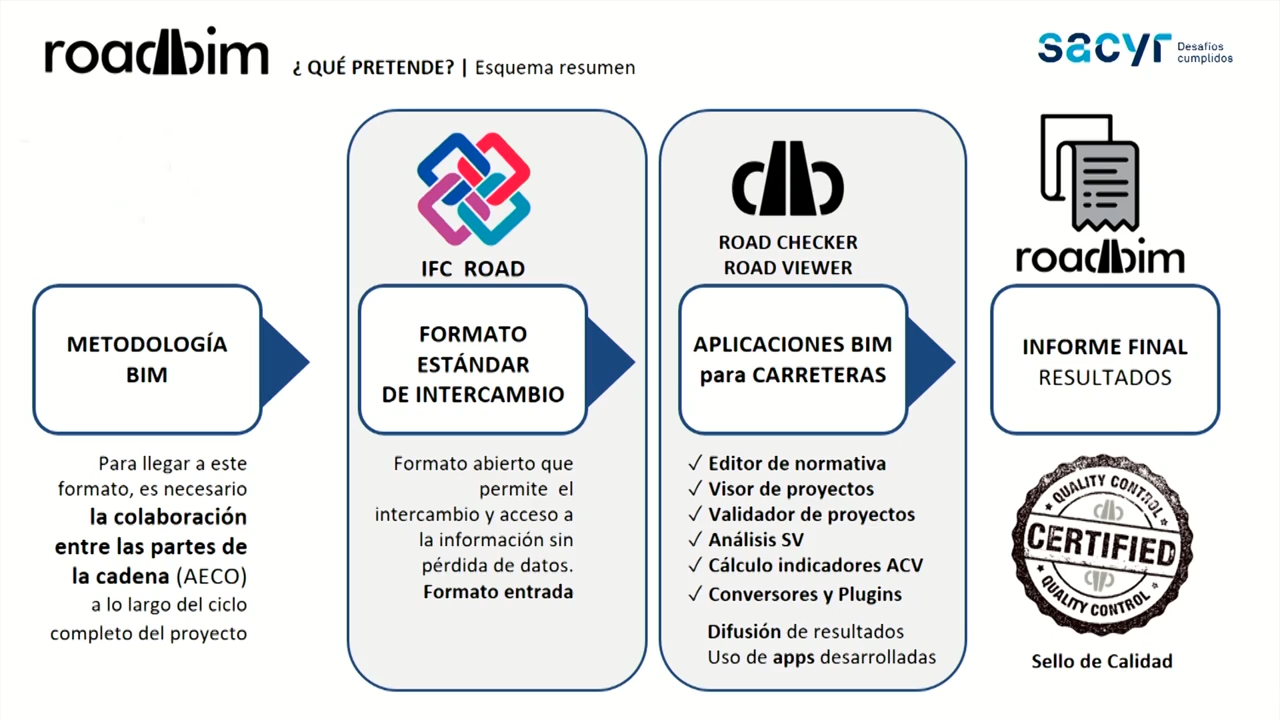 roadbim
¿ QUÉ PRETENDE? | Esquema resumen
sacyr
Desafíos
cumplidos
METODOLOGÍA
BIM
Para llegar a este
formato, es necesario
la colaboración
entre las partes de
la cadena (AECO)
a lo largo del ciclo
completo del proyecto
IFC ROAD
FORMATO
ESTÁNDAR
DE INTERCAMBIO
Formato abierto que
permite el
intercambio y acceso a
la información sin
pérdida de datos.
Formato entrada
ROAD CHECKER
ROAD VIEWER
APLICACIONES BIM
para CARRETERAS
✓ Editor de normativa
✓ Visor de proyectos
✓ Validador de proyectos
✓ Análisis SV
✓ Cálculo indicadores ACV
✓ Conversores y Plugins
Difusión de resultados
Uso de apps desarrolladas
roadbim
INFORME FINAL
RESULTADOS
QUALITY CONTROL
CERTIFIED
QUALITY CONTROL
Sello de Calidad